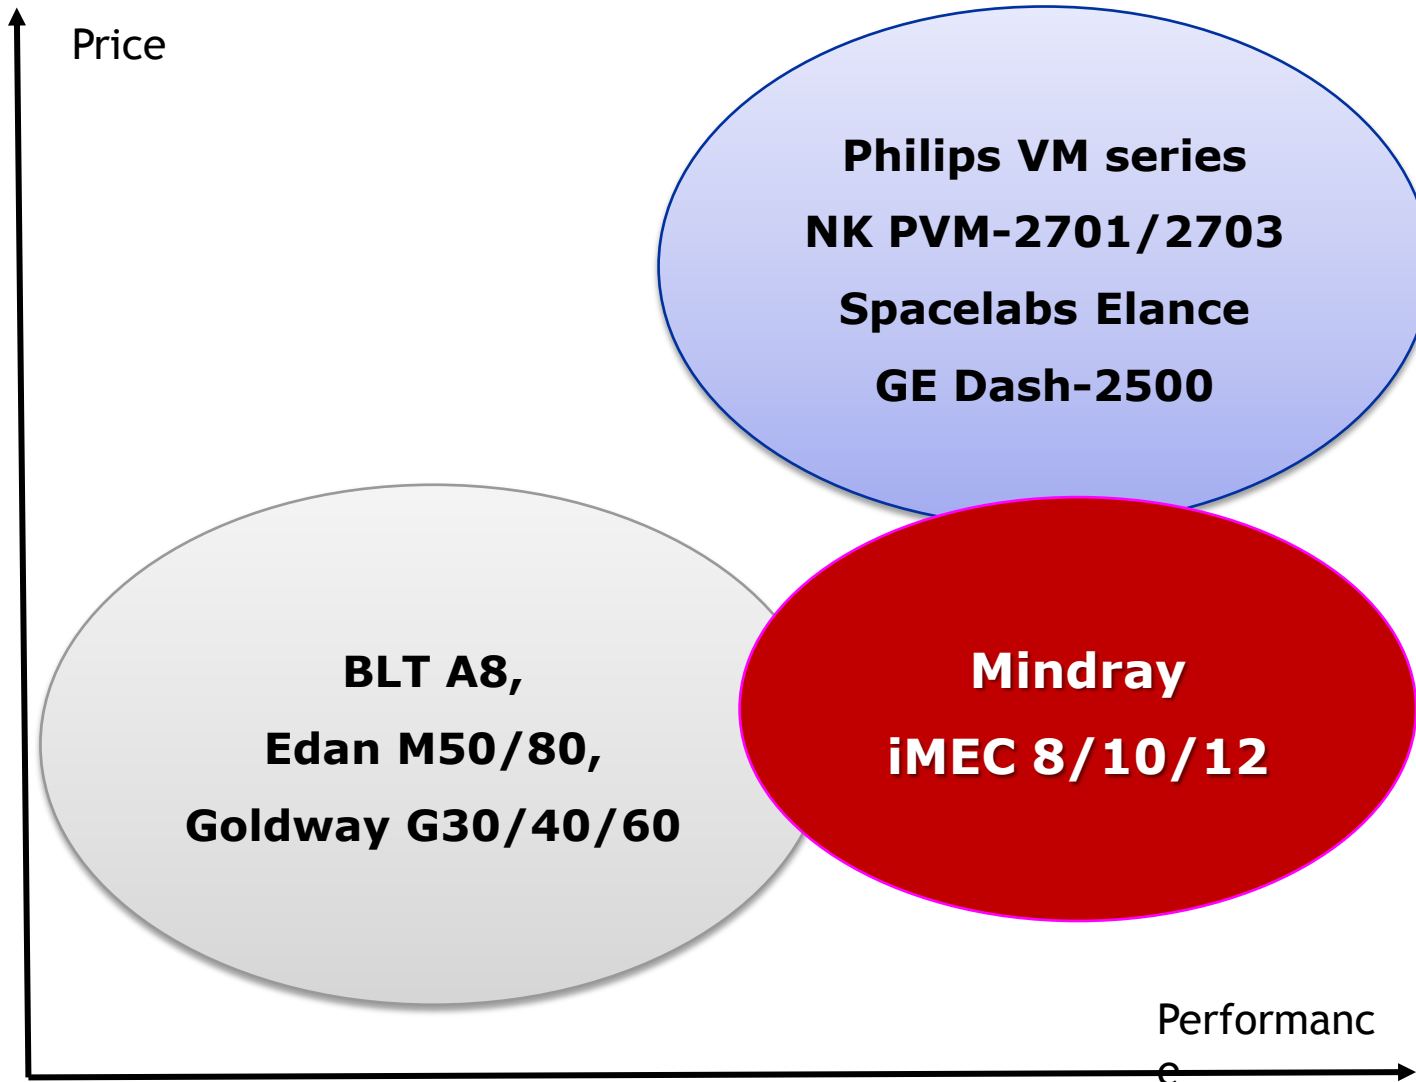 Price
Philips VM series
NK PVM-2701/2703
Spacelabs Elance
GE Dash-2500
BLT A8,
Edan M50/80,
Goldway G30/40/60
Mindray
iMEC 8/10/12
Performanc
e